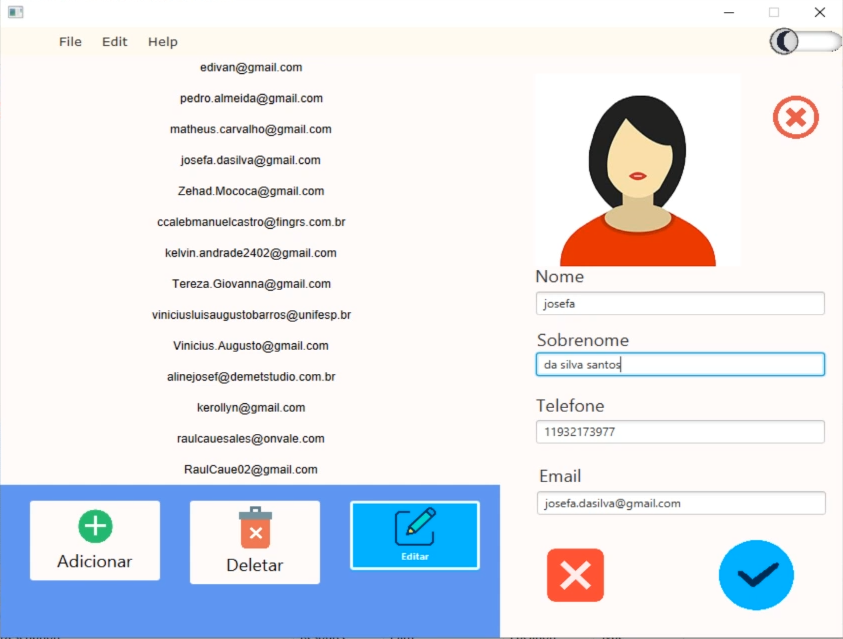 File Edit Help
edivan@gmail.com
pedro.almeida@gmail.com
matheus.carvalho@gmail.com
josefa.dasilva@gmail.com
Zehad.Mococa@gmail.com
ccalebmanuelcastro@fingrs.com.br
kelvin.andrade2402@gmail.com
Tereza.Giovanna@gmail.com
viniciusluisaugustobarros@unifesp.br
Vinicius.Augusto@gmail.com
alinejosef@demetstudio.com.br
kerollyn@gmail.com
raulcauesales@onvale.com
RaulCaue02@gmail.com
Adicionar
Deletar
Editar
Nome
josefa
Sobrenome
da silva santos
Telefone
11932173977
Email
josefa.dasilva@gmail.com